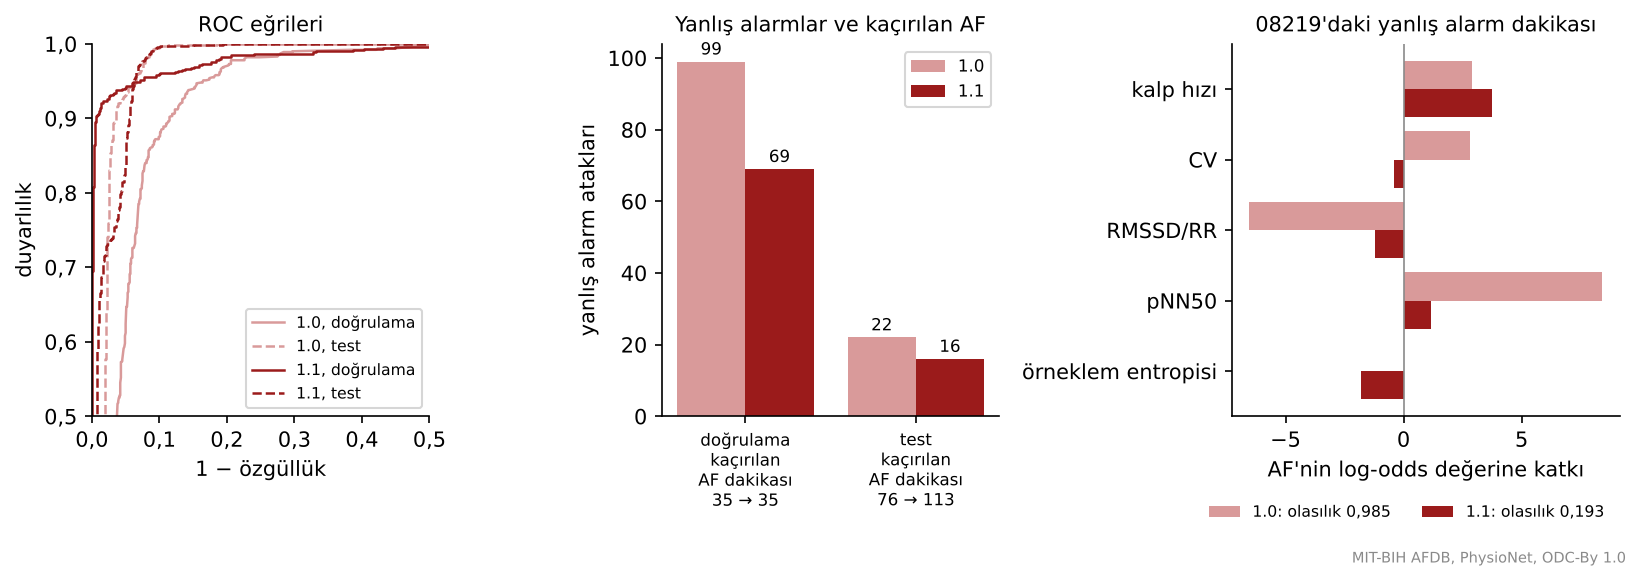 ROC eğrileri
1,0
0,9
0,8
0,7
0,6
0,5
duyarlılık
1.0, doğrulama
1.0, test
1.1, doğrulama
1.1, test
0,0
0,1
0,2
0,3
0,4
0,5
1 − özgüllük
Yanlış alarmlar ve kaçırılan AF
100
80
60
40
20
0
yanlış alarm atakları
99
69
22
16
1.0
1.1
doğrulama
kaçırılan
AF dakikası
35 → 35
test
kaçırılan
AF dakikası
76 → 113
08219'daki yanlış alarm dakikası
kalp hızı
CV
RMSSD/RR
pNN50
örneklem entropisi
−5
0
5
AF'nin log-odds değerine katkı
1.0: olasılık 0,985
1.1: olasılık 0,193
MIT-BIH AFDB, PhysioNet, ODC-By 1.0